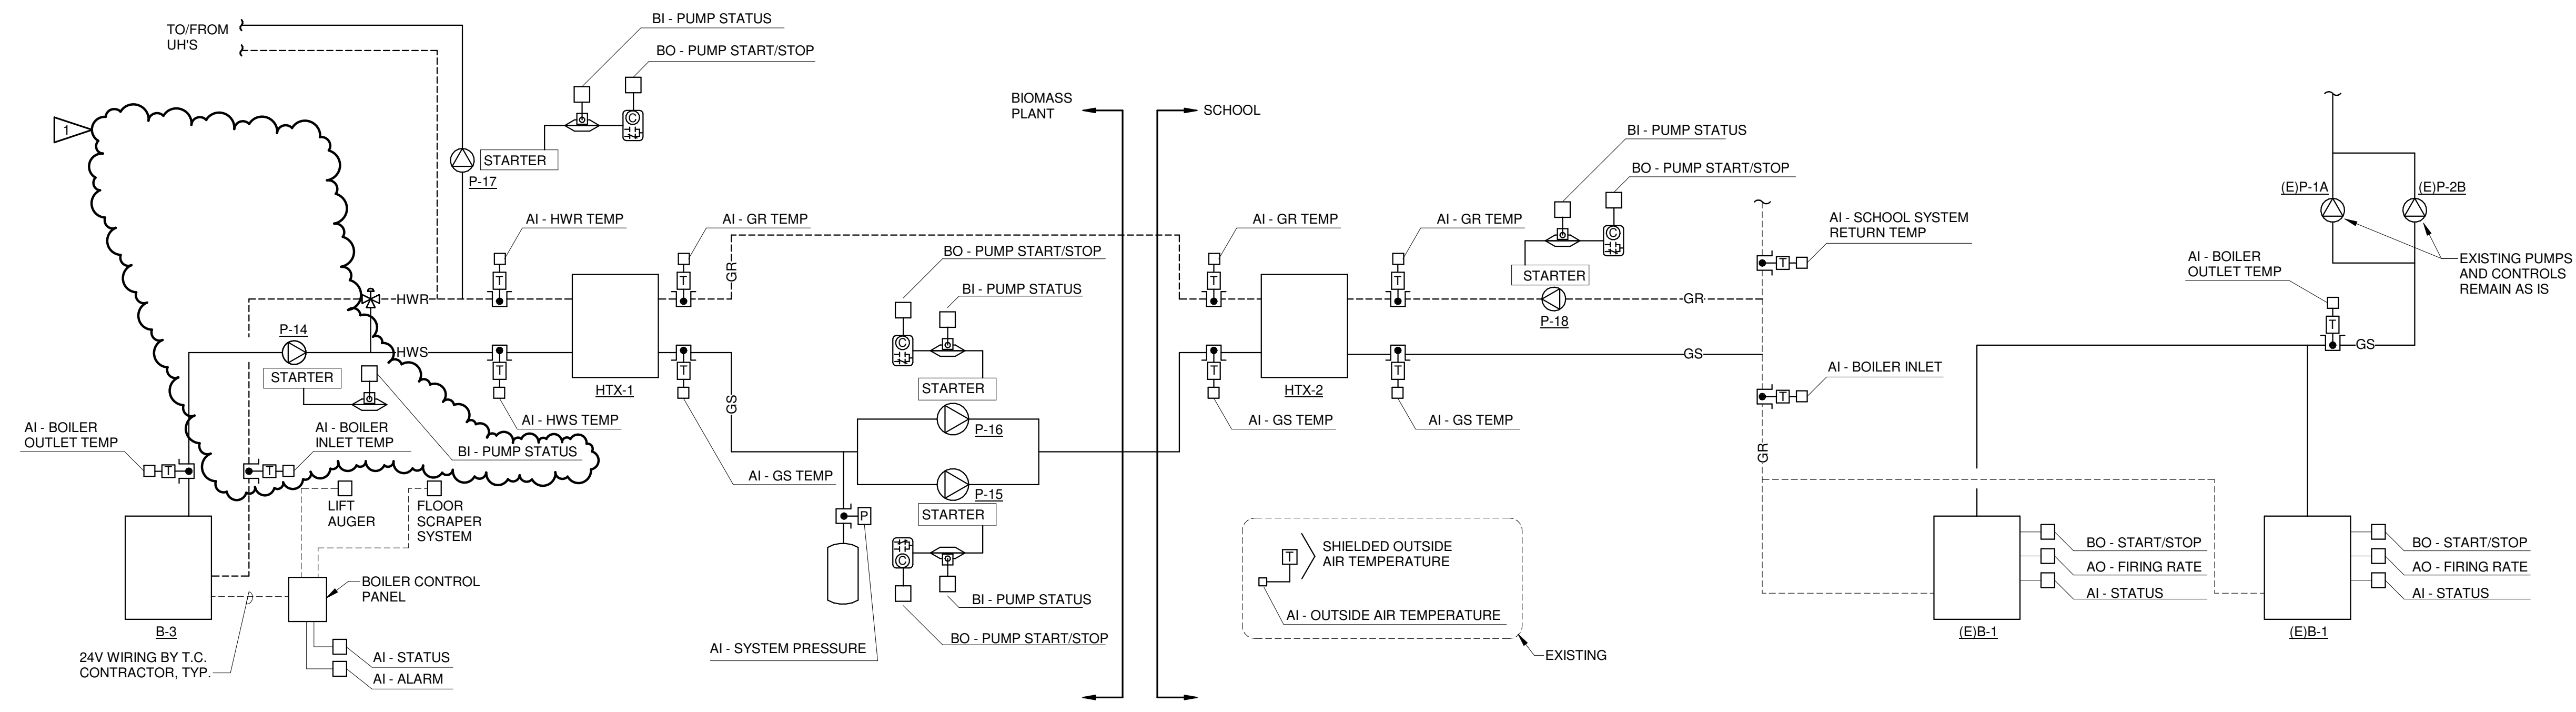 TO/FROM
UH'S
BI - PUMP STATUS
BO - PUMP START/STOP
1
STARTER
C
P-17
BIOMASS
PLANT
SCHOOL
AI - HWR TEMP
AI - GR TEMP
T
T
HWR
GR
P-14
HWS
STARTER
HTX-1
T
T
AI - HWS TEMP
GS
AI - GS TEMP
AI - BOILER
OUTLET TEMP
T
AI - BOILER
INLET TEMP
T
BI - PUMP STATUS
LIFT
AUGER
FLOOR
SCRAPER
SYSTEM
BOILER CONTROL
PANEL
B-3
24V WIRING BY T.C.
CONTRACTOR, TYP.
AI - STATUS
AI - ALARM
BO - PUMP START/STOP
BI - PUMP STATUS
C
STARTER
P-16
P-15
STARTER
C
BI - PUMP STATUS
BO - PUMP START/STOP
P
AI - SYSTEM PRESSURE
AI - GR TEMP
AI - GR TEMP
T
T
HTX-2
T
T
AI - GS TEMP
AI - GS TEMP
BI - PUMP STATUS
BO - PUMP START/STOP
C
STARTER
P-18
GR
GS
AI - SCHOOL SYSTEM
RETURN TEMP
T
AI - BOILER INLET
T
GR
T
SHIELDED OUTSIDE
AIR TEMPERATURE
AI - OUTSIDE AIR TEMPERATURE
EXISTING
(E)P-1A
(E)P-2B
EXISTING PUMPS
AND CONTROLS
REMAIN AS IS
AI - BOILER
OUTLET TEMP
T
GS
BO - START/STOP
AO - FIRING RATE
AI - STATUS
(E)B-1
BO - START/STOP
AO - FIRING RATE
AI - STATUS
(E)B-1